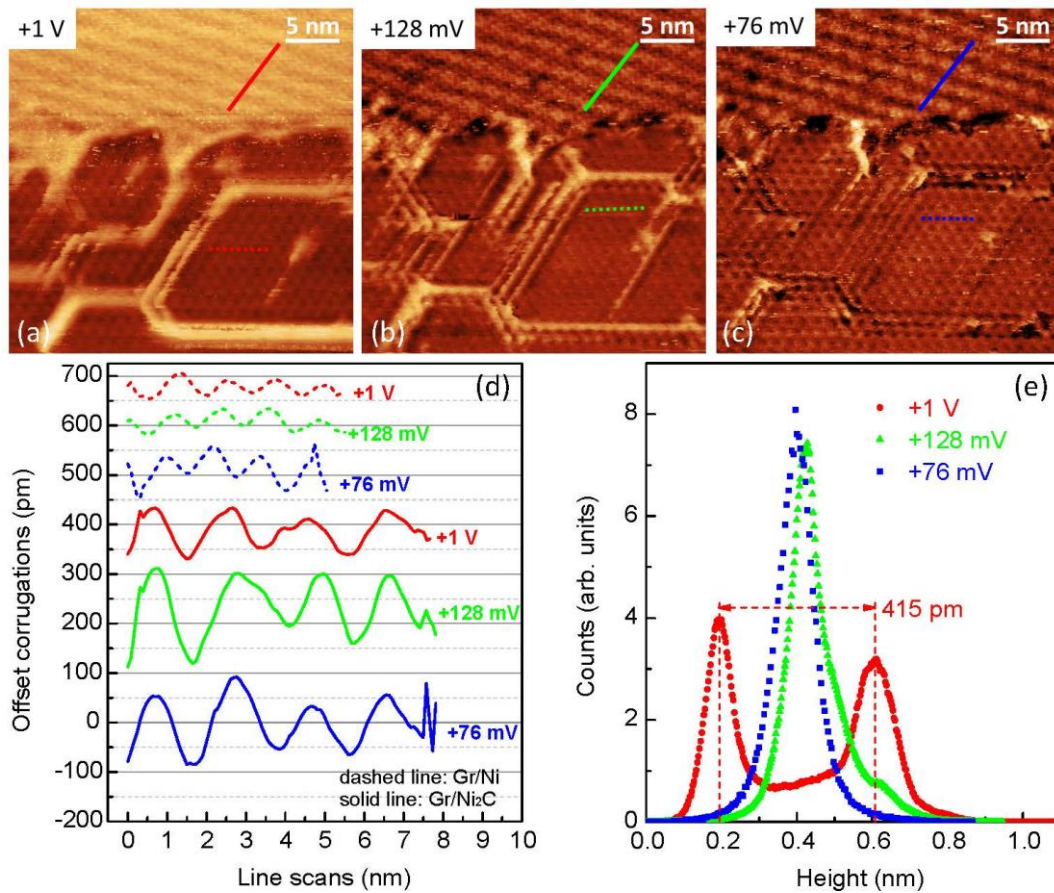 +1 V
5 nm
(a)
+128 mV
5 nm
(b)
+76 mV
5 nm
(c)
(d)
Offset corrugations (pm)
700
600
500
400
300
200
100
0
-100
-200
+1 V
+128 mV
+76 mV
+1 V
+128 mV
+76 mV
dashed line: Gr/Ni
solid line: Gr/Ni₂C
0 1 2 3 4 5 6 7 8 9 10
Line scans (nm)
(e)
Counts (arb. units)
8
6
4
2
0
+1 V
+128 mV
+76 mV
415 pm
0.0 0.2 0.4 0.6 0.8 1.0
Height (nm)